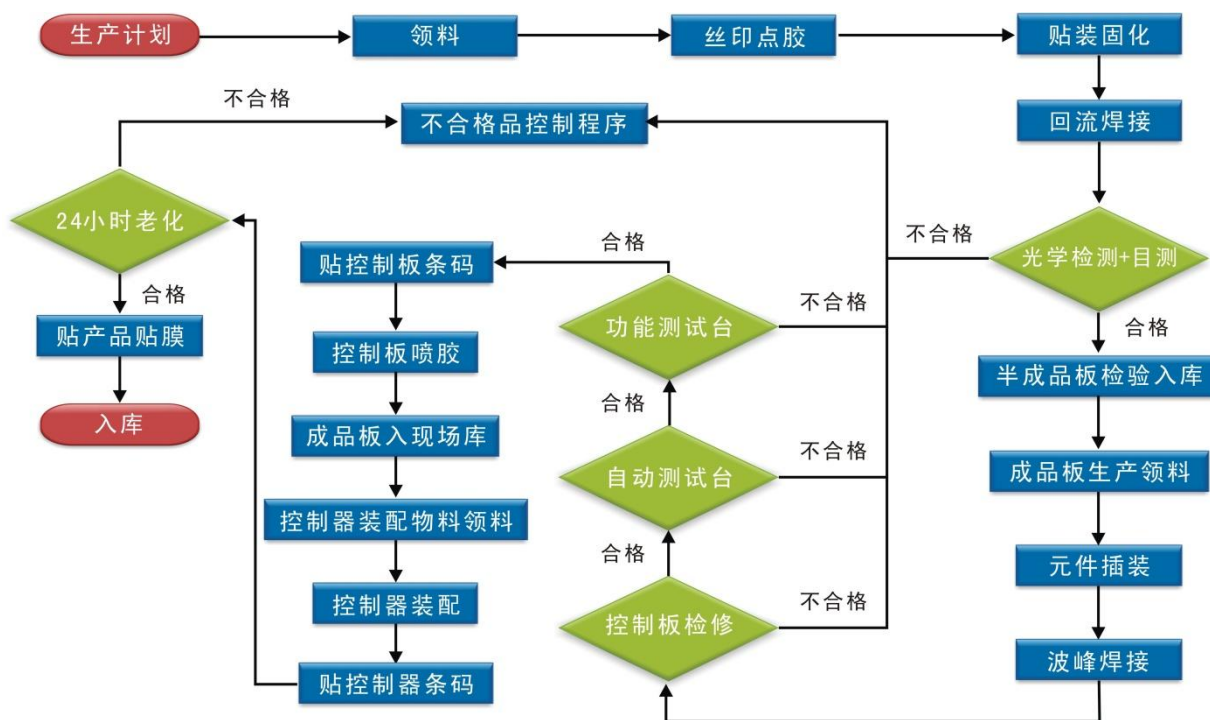 生产计划
领料
丝印点胶
贴装固化
不合格
不合格品控制程序
回流焊接
24小时老化
合格
贴控制板条码
合格
不合格
光学检测+目测
贴产品贴膜
控制板喷胶
功能测试台
不合格
合格
半成品板检验入库
入库
成品板入现场库
合格
自动测试台
不合格
成品板生产领料
控制器装配物料领料
合格
元件插装
控制器装配
控制板检修
不合格
波峰焊接
贴控制器条码